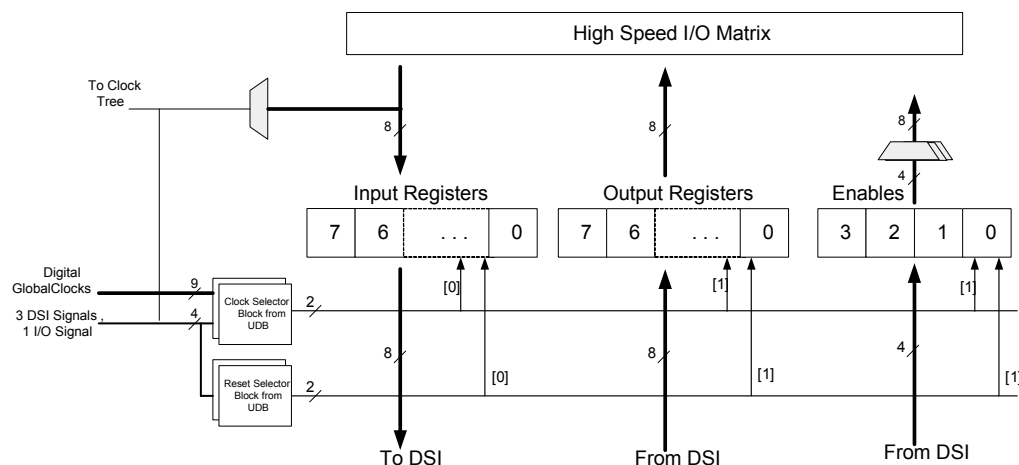 High Speed I/O Matrix
To Clock
Tree
8
8
8
4
Input Registers
Output Registers
Enables
7 6 . . . 0
7 6 . . . 0
3 2 1 0
Digital
GlobalClocks
9
3 DSI Signals ,
1 I/O Signal
4
Clock Selector
Block from
UDB
2
[0]
[1]
[1]
8
8
4
Reset Selector
Block from
UDB
2
[0]
[1]
[1]
To DSI
From DSI
From DSI